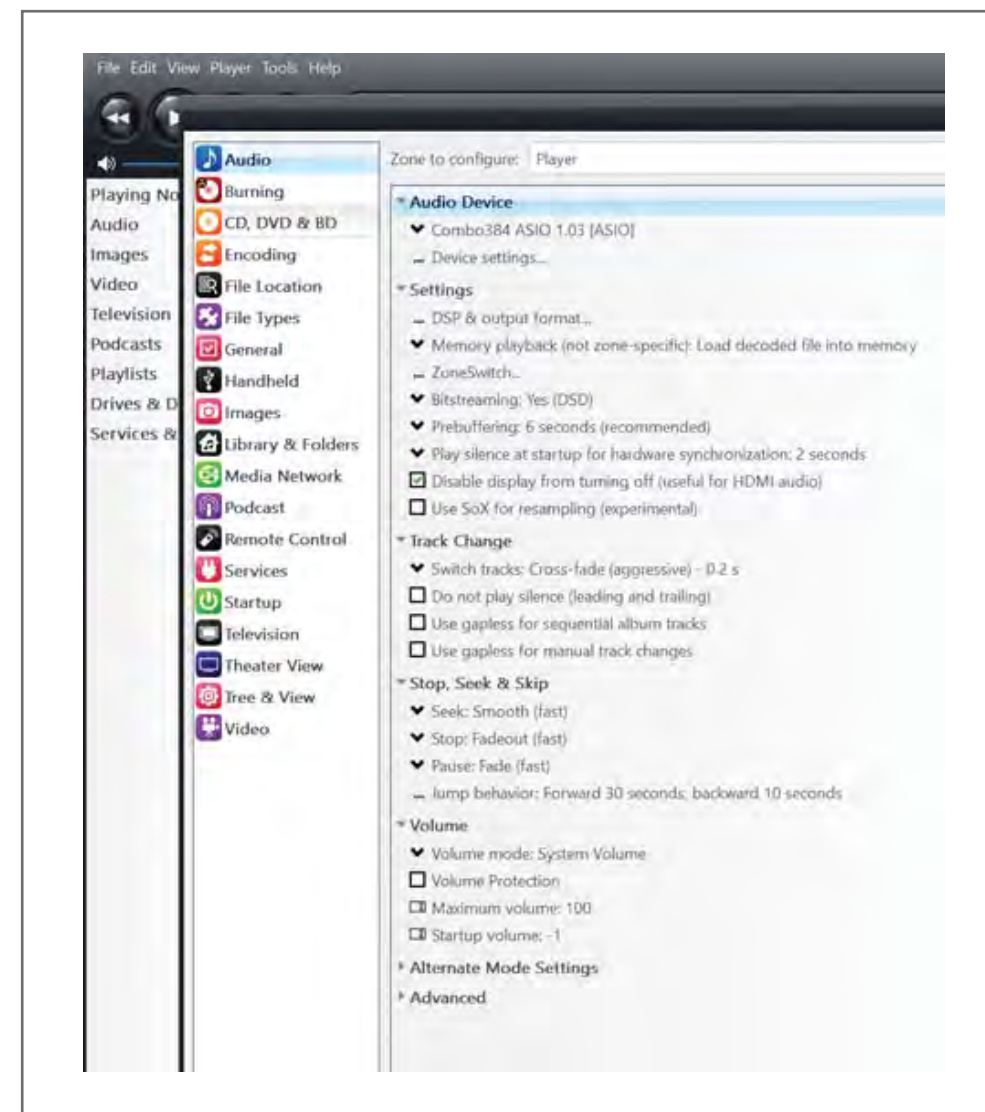 File Edit View Player Tools Help
Playing No
Audio
Images
Video
Television
Podcasts
Playlists
Drives & D
Services &
Audio
Burning
CD, DVD & BD
Encoding
File Location
File Types
General
Handheld
Images
Library & Folders
Media Network
Podcast
Remote Control
Services
Startup
Television
Theater View
Tree & View
Video
Zone to configure: Player
Audio Device
Combo384 ASIO 1.03 [ASIO]
Device settings...
Settings
DSP & output format...
Memory playback (not zone-specific): Load decoded file into memory
ZoneSwitch...
Bitstreaming: Yes (DSD)
Prebuffering: 6 seconds (recommended)
Play silence at startup for hardware synchronization: 2 seconds
Disable display from turning off (useful for HDMI audio)
Use SoX for resampling (experimental)
Track Change
Switch tracks: Cross-fade (aggressive) - 0.2 s
Do not play silence (leading and trailing)
Use gapless for sequential album tracks
Use gapless for manual track changes
Stop, Seek & Skip
Seek: Smooth (fast)
Stop: Fadeout (fast)
Pause: Fade (fast)
Jump behavior: Forward 30 seconds, backward 10 seconds
Volume
Volume mode: System Volume
Volume Protection
Maximum volume: 100
Startup volume: -1
Alternate Mode Settings
Advanced